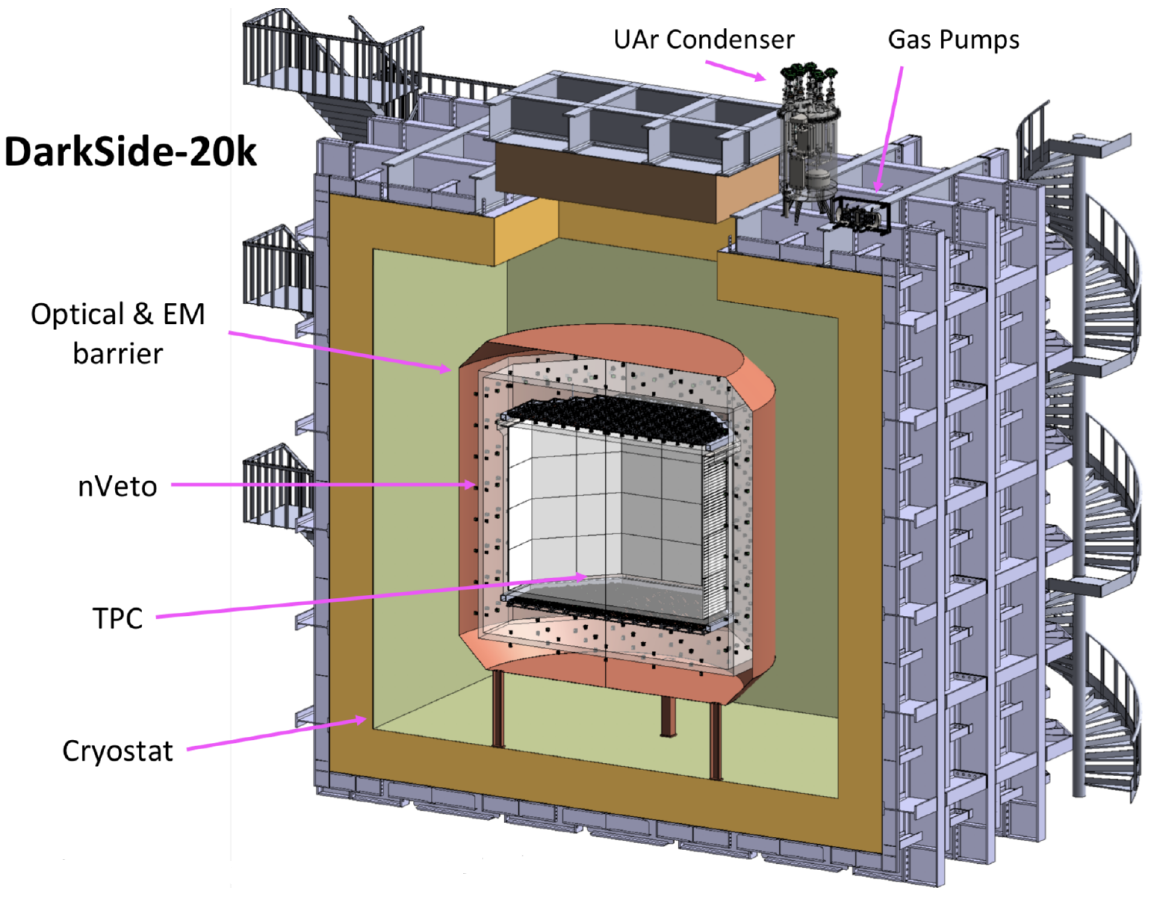 UAr Condenser
Gas Pumps
DarkSide-20k
Optical & EM
barrier
nVeto
TPC
Cryostat